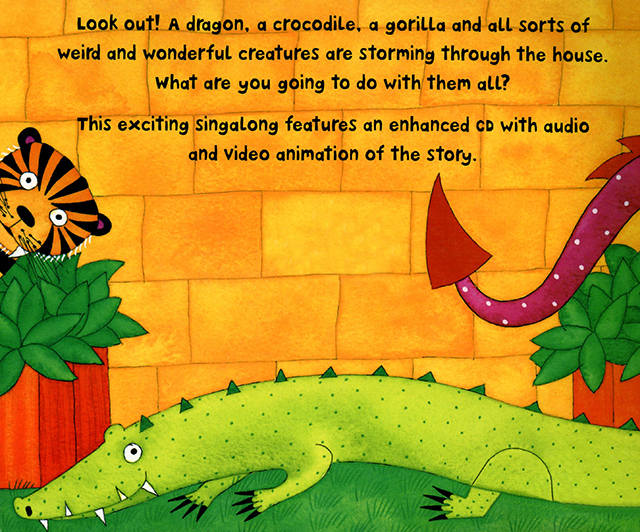 Look out! A dragon, a crocodile, a gorilla and all sorts of
weird and wonderful creatures are storming through the house.
What are you going to do with them all?
This exciting singalong features an enhanced CD with audio
and video animation of the story.